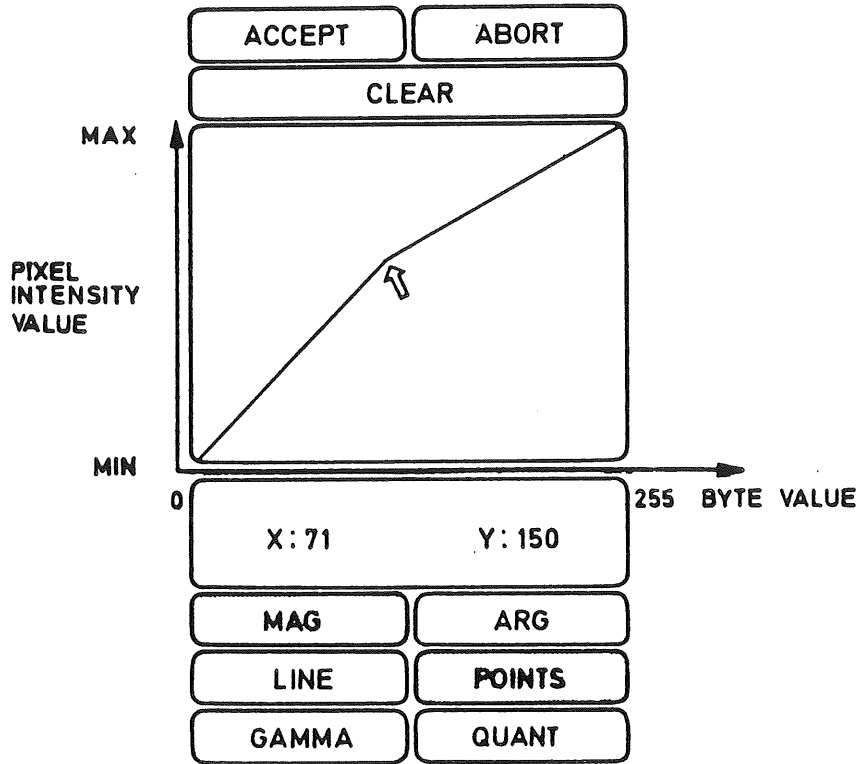 ACCEPT ABORT
CLEAR
MAX
PIXEL
INTENSITY
VALUE
MIN
0 255 BYTE VALUE
X: 71 Y: 150
MAG ARG
LINE POINTS
GAMMA QUANT